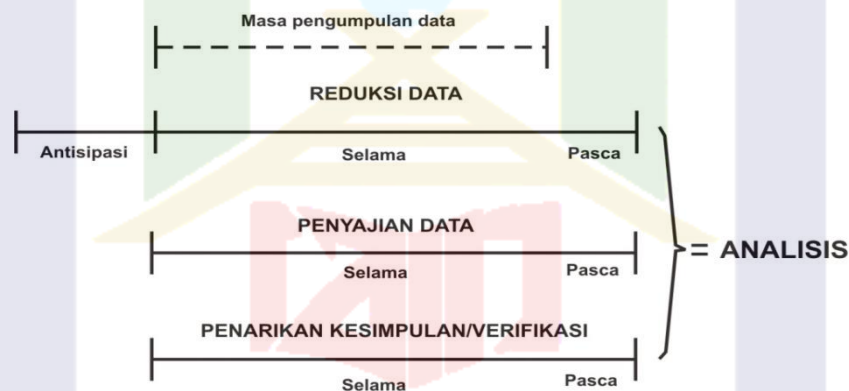 Masa pengumpulan data
REDUKSI DATA
Antisipasi Selama Pasca
PENYAJIAN DATA
= ANALISIS
Selama Pasca
PENARIKAN KESIMPULAN/VERIFIKASI
Selama Pasca